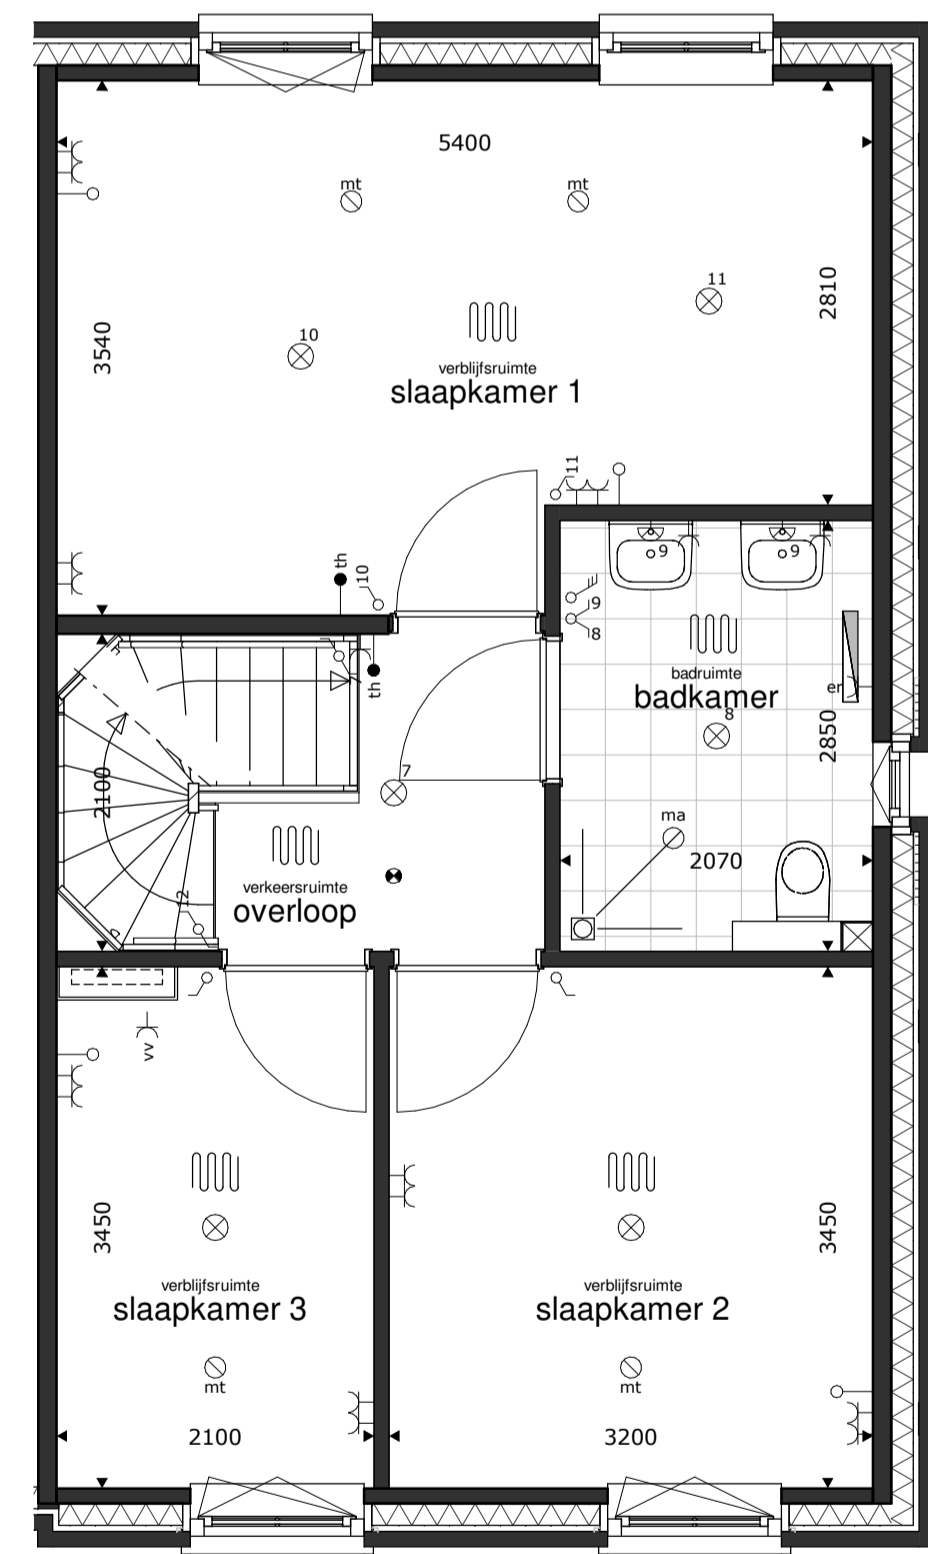 5400
mt
mt
11
10
3540
2810
verblijfsruimte
slaapkamer 1
11
th
10
9
9
9
8
th
badruimte
badkamer
er
8
2850
7
2100
ma
2070
verkeersruimte
overloop
12
vv
3450
3450
verblijfsruimte
slaapkamer 3
verblijfsruimte
slaapkamer 2
mt
mt
2100
3200